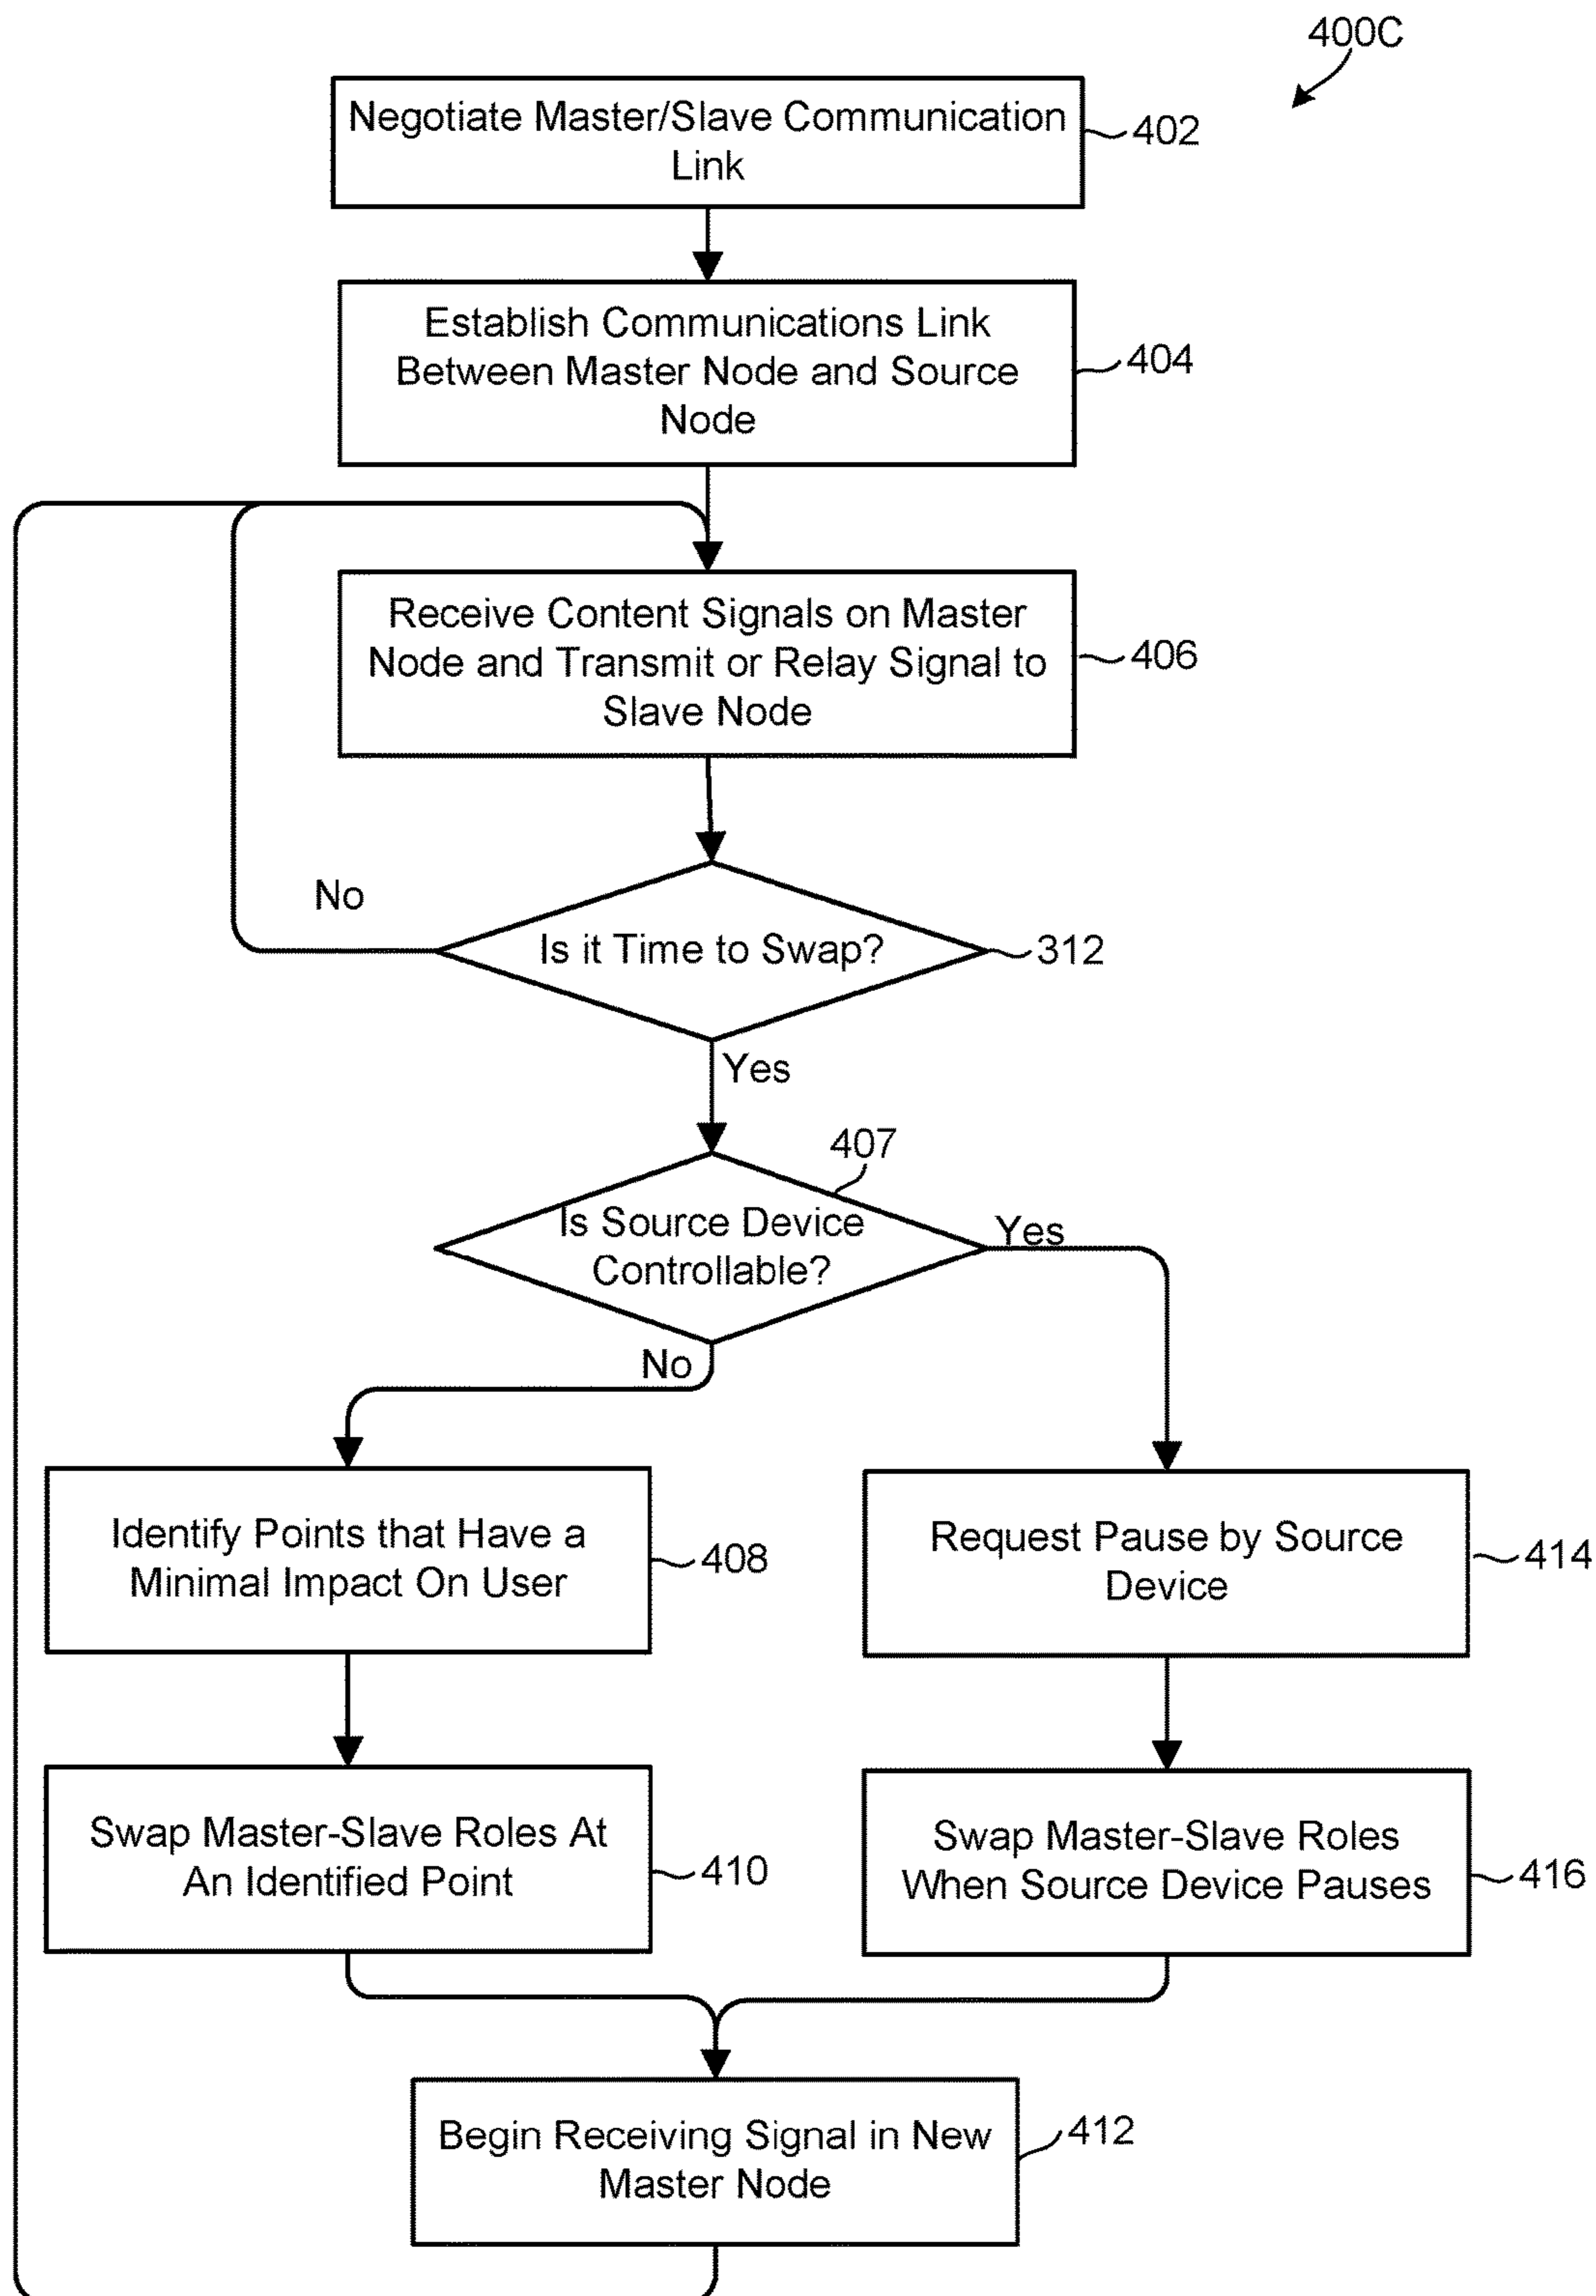 400C
Negotiate Master/Slave Communication
Link
402
Establish Communications Link
Between Master Node and Source
Node
404
Receive Content Signals on Master
Node and Transmit or Relay Signal to
Slave Node
406
No
Is it Time to Swap?
312
Yes
407
Is Source Device
Controllable?
Yes
No
Identify Points that Have a
Minimal Impact On User
408
Request Pause by Source
Device
414
Swap Master-Slave Roles At
An Identified Point
410
Swap Master-Slave Roles
When Source Device Pauses
416
Begin Receiving Signal in New
Master Node
412